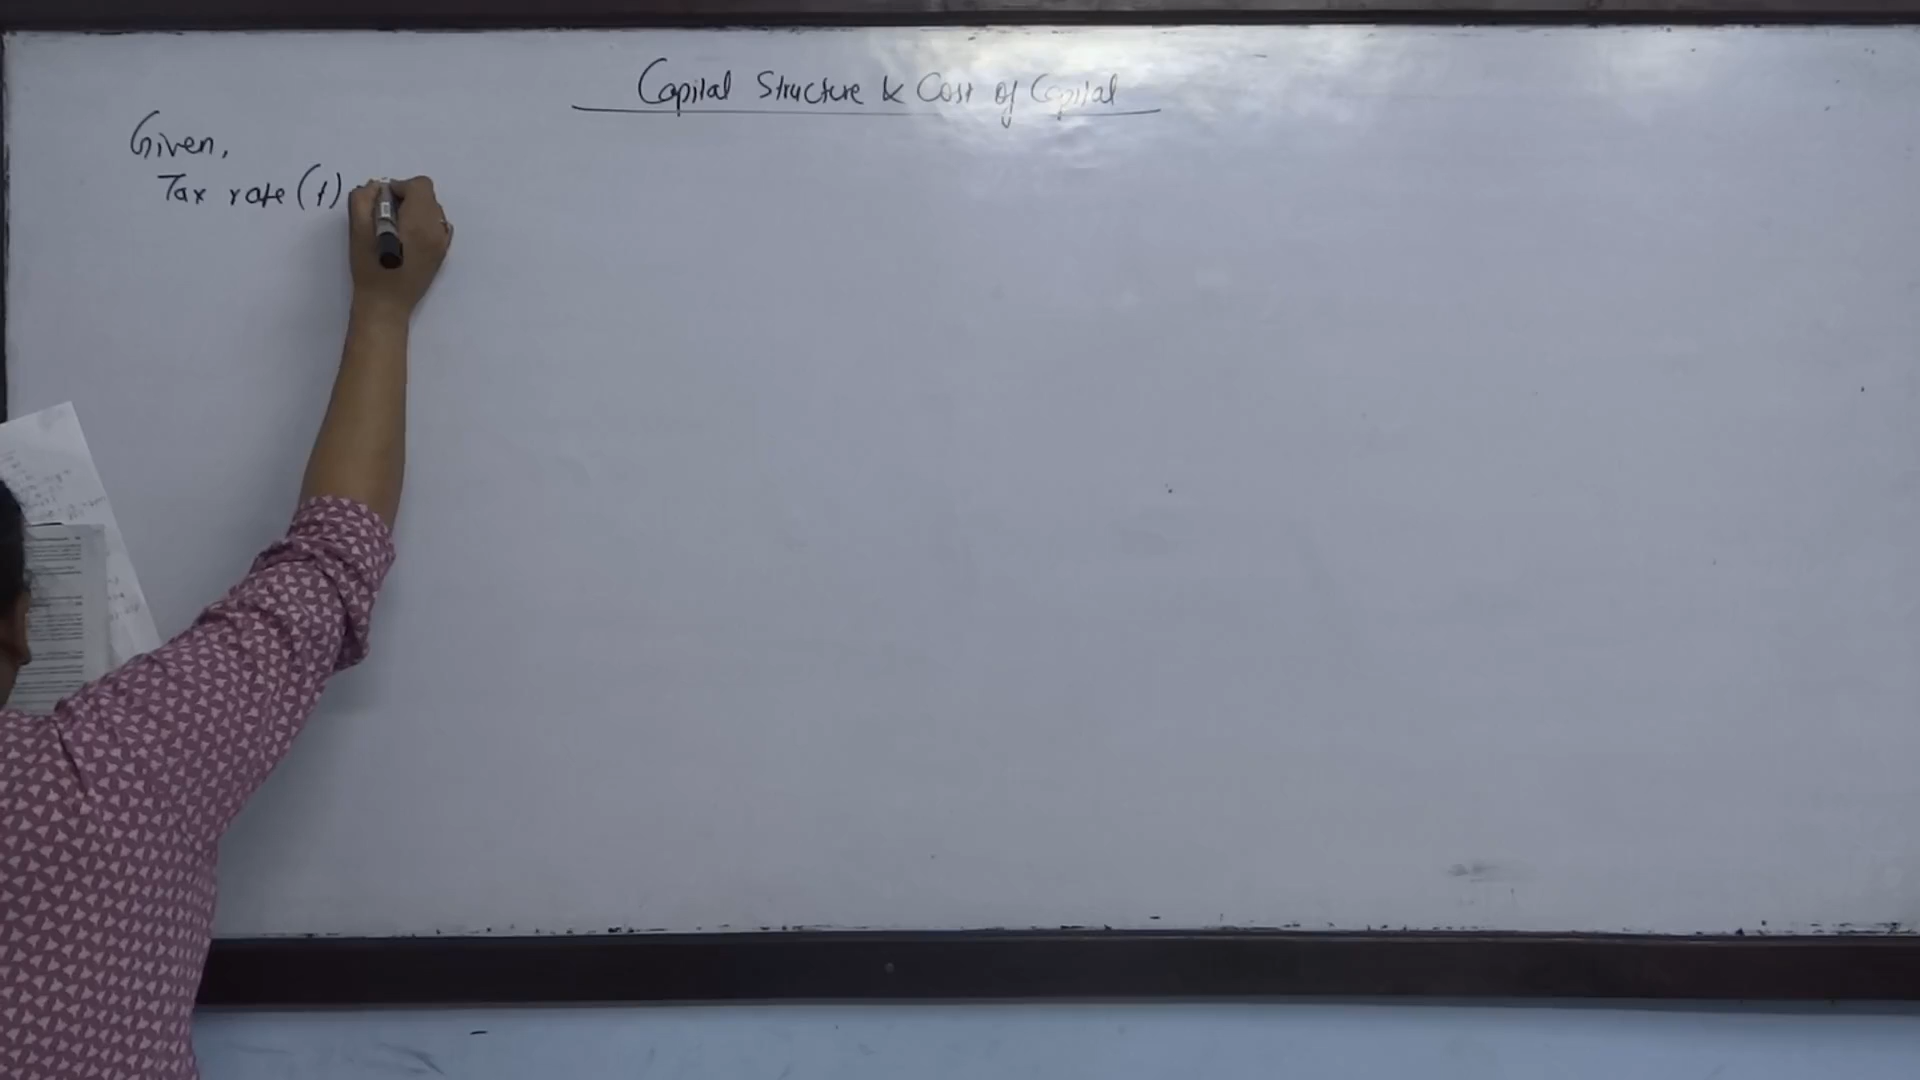 Capital Structure & Cost of Capital
Given,
Tax rate (t)